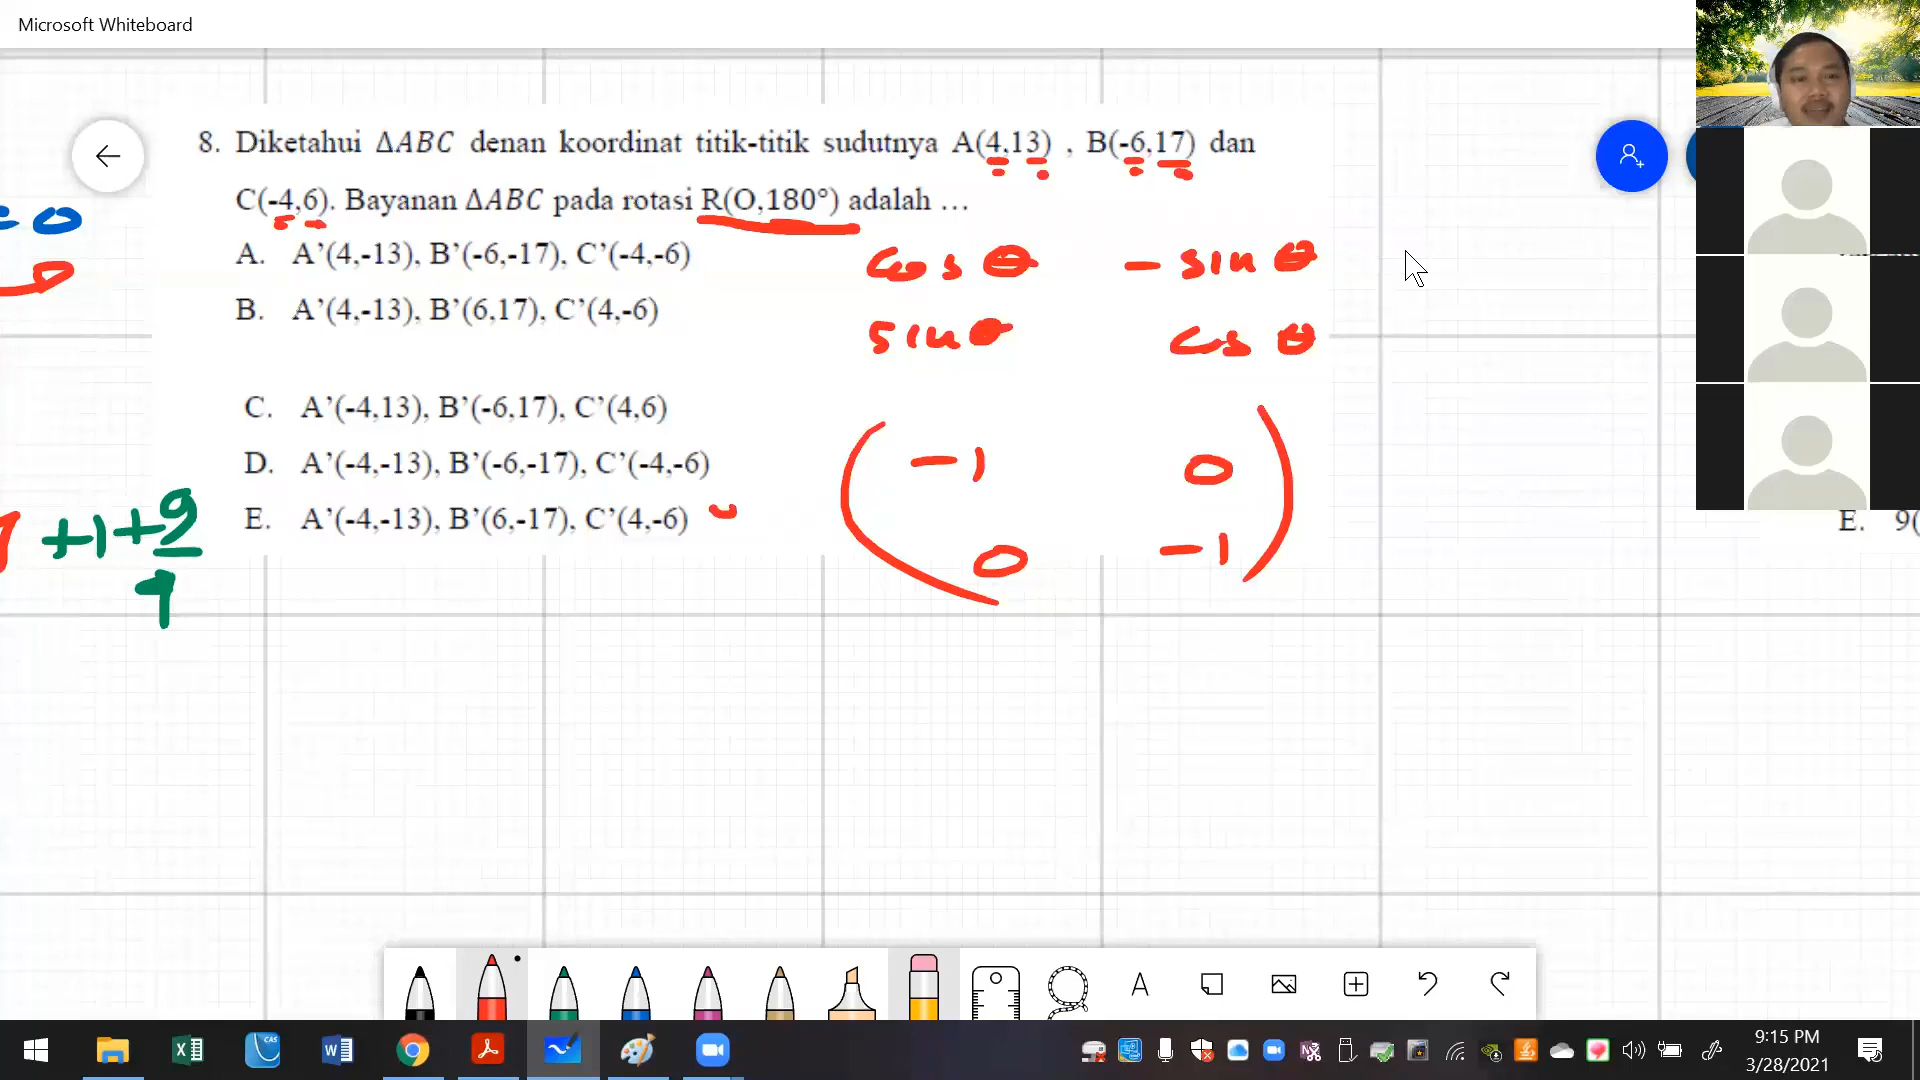 Microsoft Whiteboard
8. Diketahui ΔABC denan koordinat titik-titik sudutnya A(4,13) , B(-6,17) dan
C(-4,6). Bayanan ΔABC pada rotasi R(O,180°) adalah …
A. A’(4,-13), B’(-6,-17), C’(-4,-6)
B. A’(4,-13), B’(6,17), C’(4,-6)
C. A’(-4,13), B’(-6,17), C’(4,6)
D. A’(-4,-13), B’(-6,-17), C’(-4,-6)
E. A’(-4,-13), B’(6,-17), C’(4,-6)
cos θ - sin θ
sin θ cos θ
-1 0
0 -1
= 0
+1+9
4
E. 9(
A
CAS
9:15 PM
3/28/2021